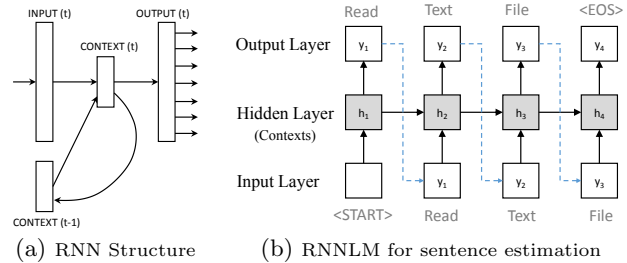 INPUT (t)
OUTPUT (t)
CONTEXT (t)
CONTEXT (t-1)
(a) RNN Structure
Read Text File <EOS>
Output Layer y1 y2 y3 y4
Hidden Layer h1 h2 h3 h4
(Contexts)
Input Layer y1 y2 y3
<START> Read Text File
(b) RNNLM for sentence estimation